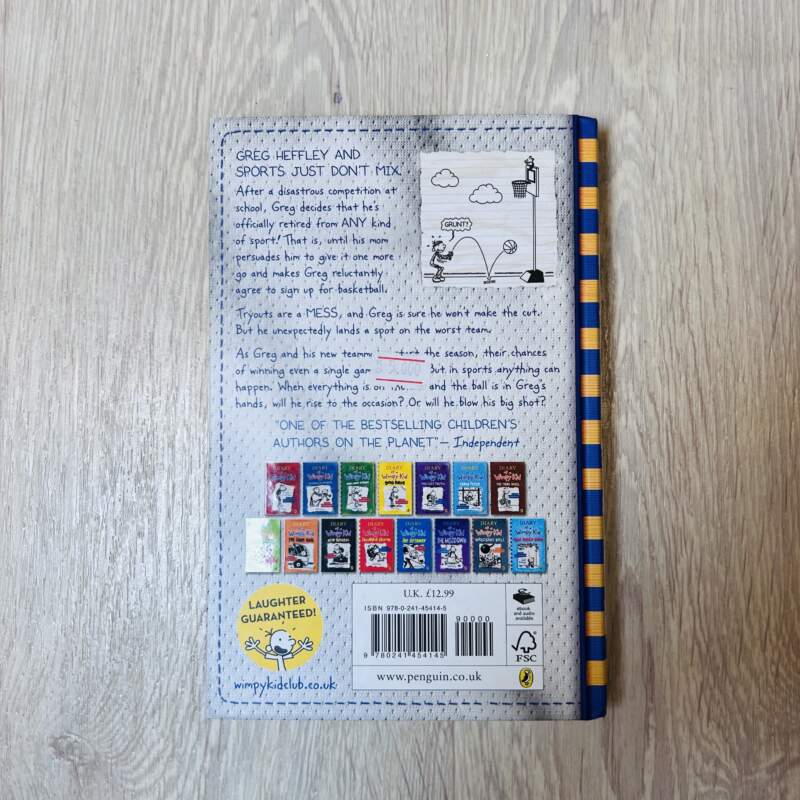 GREG HEFFLEY AND
SPORTS JUST DON'T MIX.
After a disastrous competition at
school, Greg decides that he's
officially retired from ANY kind
of sport! That is, until his mom
persuades him to give it one more
go and makes Greg reluctantly
agree to sign up for basketball.
GRUNT!
Tryouts are a MESS, and Greg is sure he won't make the cut.
But he unexpectedly lands a spot on the worst team.
As Greg and his new the season, their chances
of winning even a single But in sports anything can
happen. When everything is and the ball is in Greg's
hands, will he rise to the occasion? Or will he blow his big shot?
"ONE OF THE BESTSELLING CHILDREN'S
AUTHORS ON THE PLANET" — Independent
LAUGHTER
GUARANTEED!
wimpykidclub.co.uk
U.K. £12.99
ISBN 978-0-241-45414-5
90000
9 780241 454145
www.penguin.co.uk
ebook
and audio
available
FSC